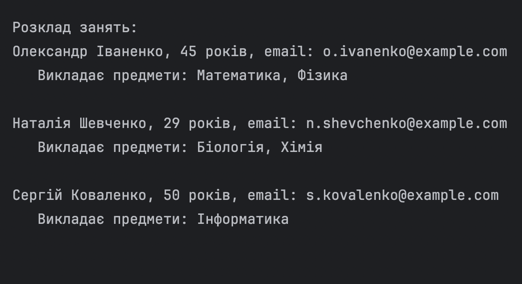 Розклад занять:
Олександр Іваненко, 45 років, email: o.ivanenko@example.com
Викладає предмети: Математика, Фізика
Наталія Шевченко, 29 років, email: n.shevchenko@example.com
Викладає предмети: Біологія, Хімія
Сергій Коваленко, 50 років, email: s.kovalenko@example.com
Викладає предмети: Інформатика